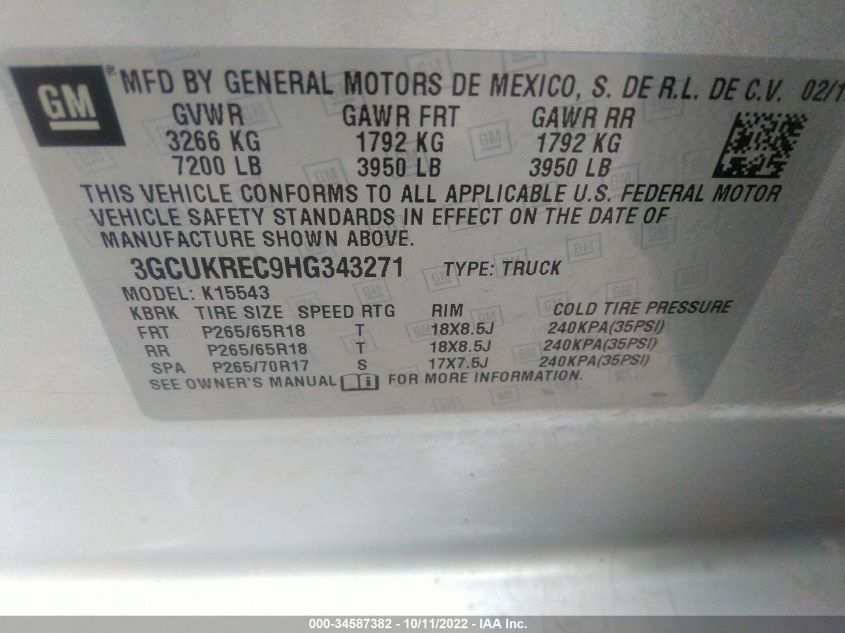 GM ® MFD BY GENERAL MOTORS DE MEXICO, S. DE R.L. DE C.V. 02/1
GVWR GAWR FRT GAWR RR
3266 KG 1792 KG 1792 KG
7200 LB 3950 LB 3950 LB
THIS VEHICLE CONFORMS TO ALL APPLICABLE U.S. FEDERAL MOTOR
VEHICLE SAFETY STANDARDS IN EFFECT ON THE DATE OF
MANUFACTURE SHOWN ABOVE.
3GCUKREC9HG343271 TYPE: TRUCK
MODEL: K15543
KBRK TIRE SIZE SPEED RTG RIM COLD TIRE PRESSURE
FRT P265/65R18 T 18X8.5J 240KPA(35PSI)
RR P265/65R18 T 18X8.5J 240KPA(35PSI)
SPA P265/70R17 S 17X7.5J 240KPA(35PSI)
SEE OWNER'S MANUAL i FOR MORE INFORMATION.
000-34587382 - 10/11/2022 - IAA Inc.